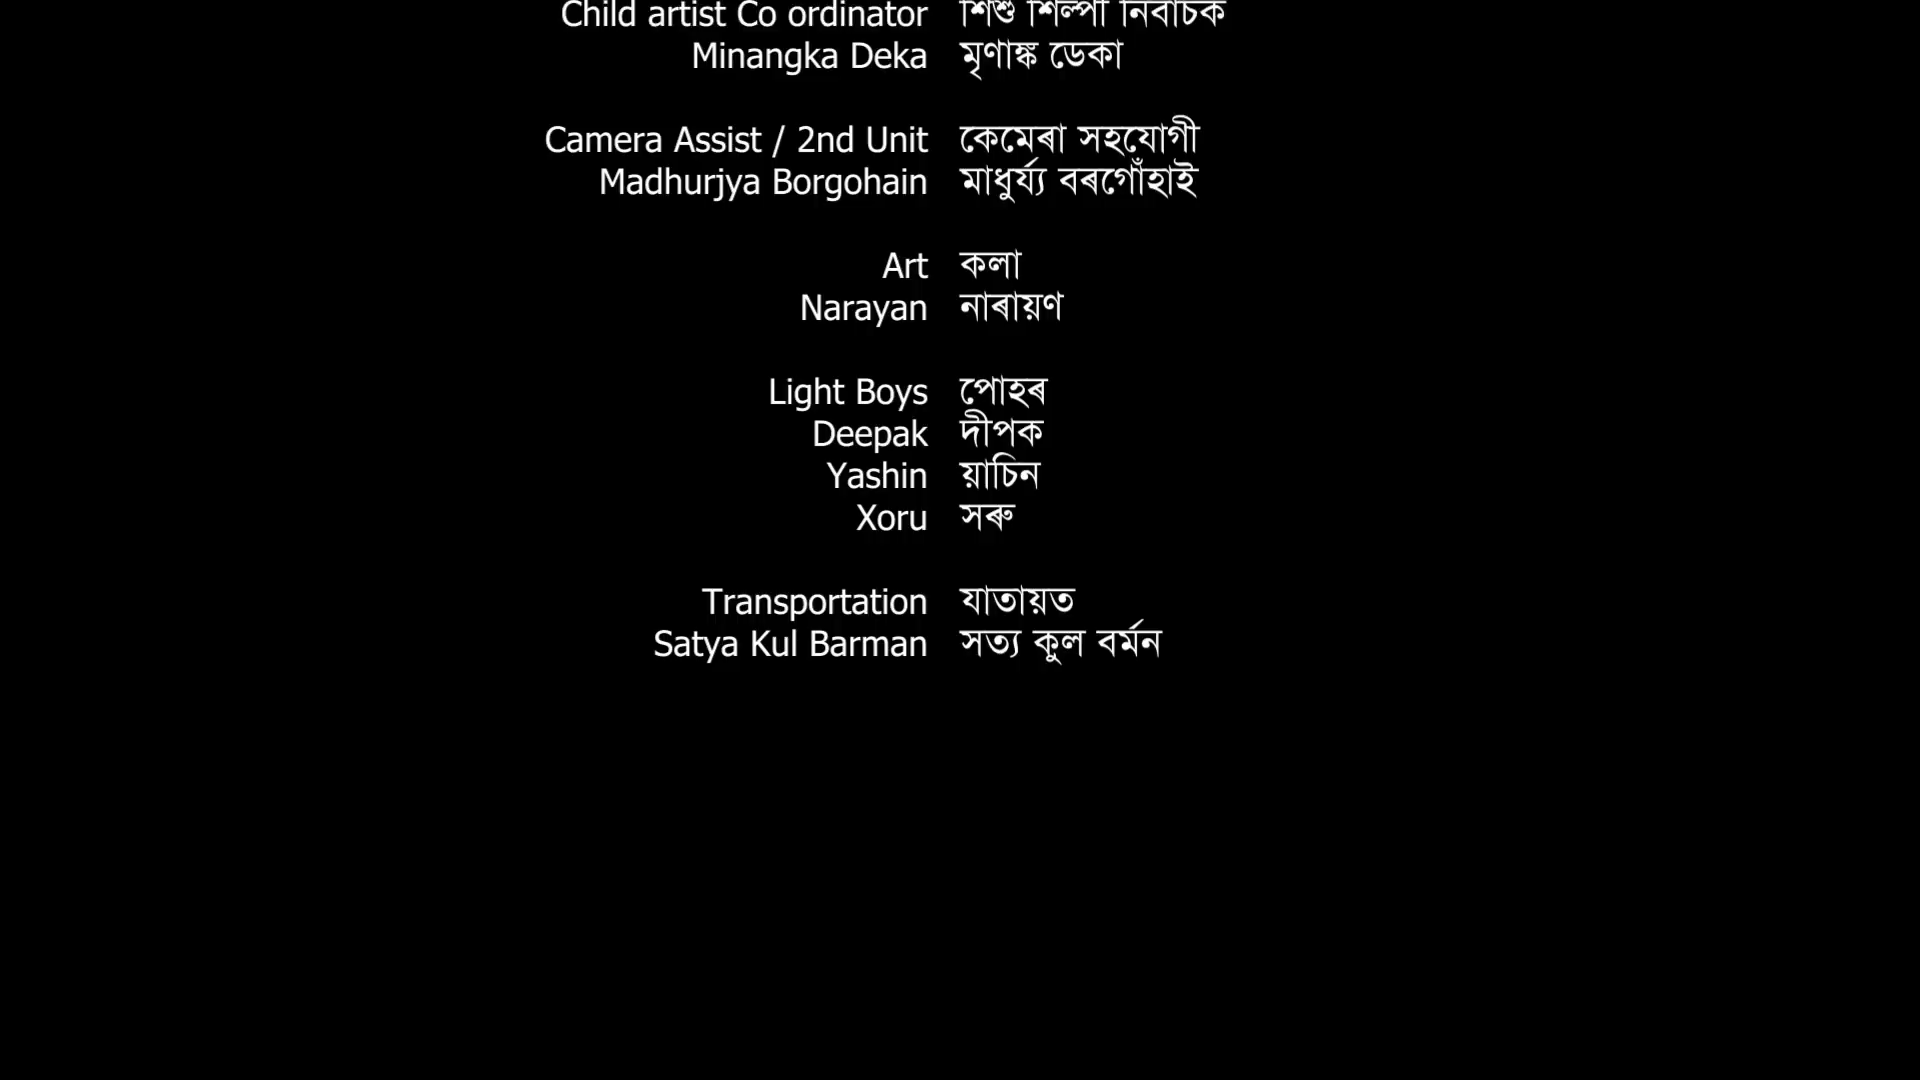 Child artist Co ordinator শিশু শিল্পী নিৰ্বাচক
Minangka Deka মৃণাঙ্ক ডেকা
Camera Assist / 2nd Unit কেমেৰা সহযোগী
Madhurjya Borgohain মাধুৰ্য্য বৰগোঁহাই
Art কলা
Narayan নাৰায়ণ
Light Boys পোহৰ
Deepak দীপক
Yashin য়াচিন
Xoru সৰু
Transportation যাতায়ত
Satya Kul Barman সত্য কুল বৰ্মন